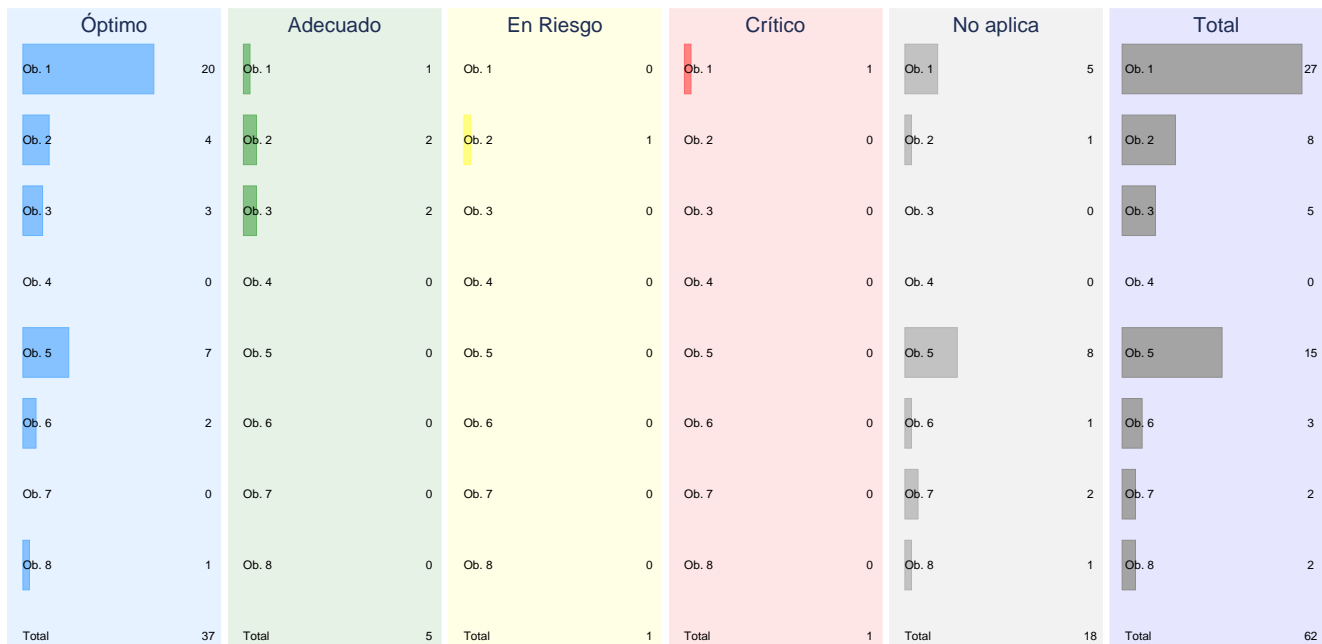 Óptimo Adecuado En Riesgo Crítico No aplica Total
Ob. 1 20 Ob. 1 1 Ob. 1 0 Ob. 1 1 Ob. 1 5 Ob. 1 27
Ob. 2 4 Ob. 2 2 Ob. 2 1 Ob. 2 0 Ob. 2 1 Ob. 2 8
Ob. 3 3 Ob. 3 2 Ob. 3 0 Ob. 3 0 Ob. 3 0 Ob. 3 5
Ob. 4 0 Ob. 4 0 Ob. 4 0 Ob. 4 0 Ob. 4 0 Ob. 4 0
Ob. 5 7 Ob. 5 0 Ob. 5 0 Ob. 5 0 Ob. 5 8 Ob. 5 15
Ob. 6 2 Ob. 6 0 Ob. 6 0 Ob. 6 0 Ob. 6 1 Ob. 6 3
Ob. 7 0 Ob. 7 0 Ob. 7 0 Ob. 7 0 Ob. 7 2 Ob. 7 2
Ob. 8 1 Ob. 8 0 Ob. 8 0 Ob. 8 0 Ob. 8 1 Ob. 8 2
Total 37 Total 5 Total 1 Total 1 Total 18 Total 62